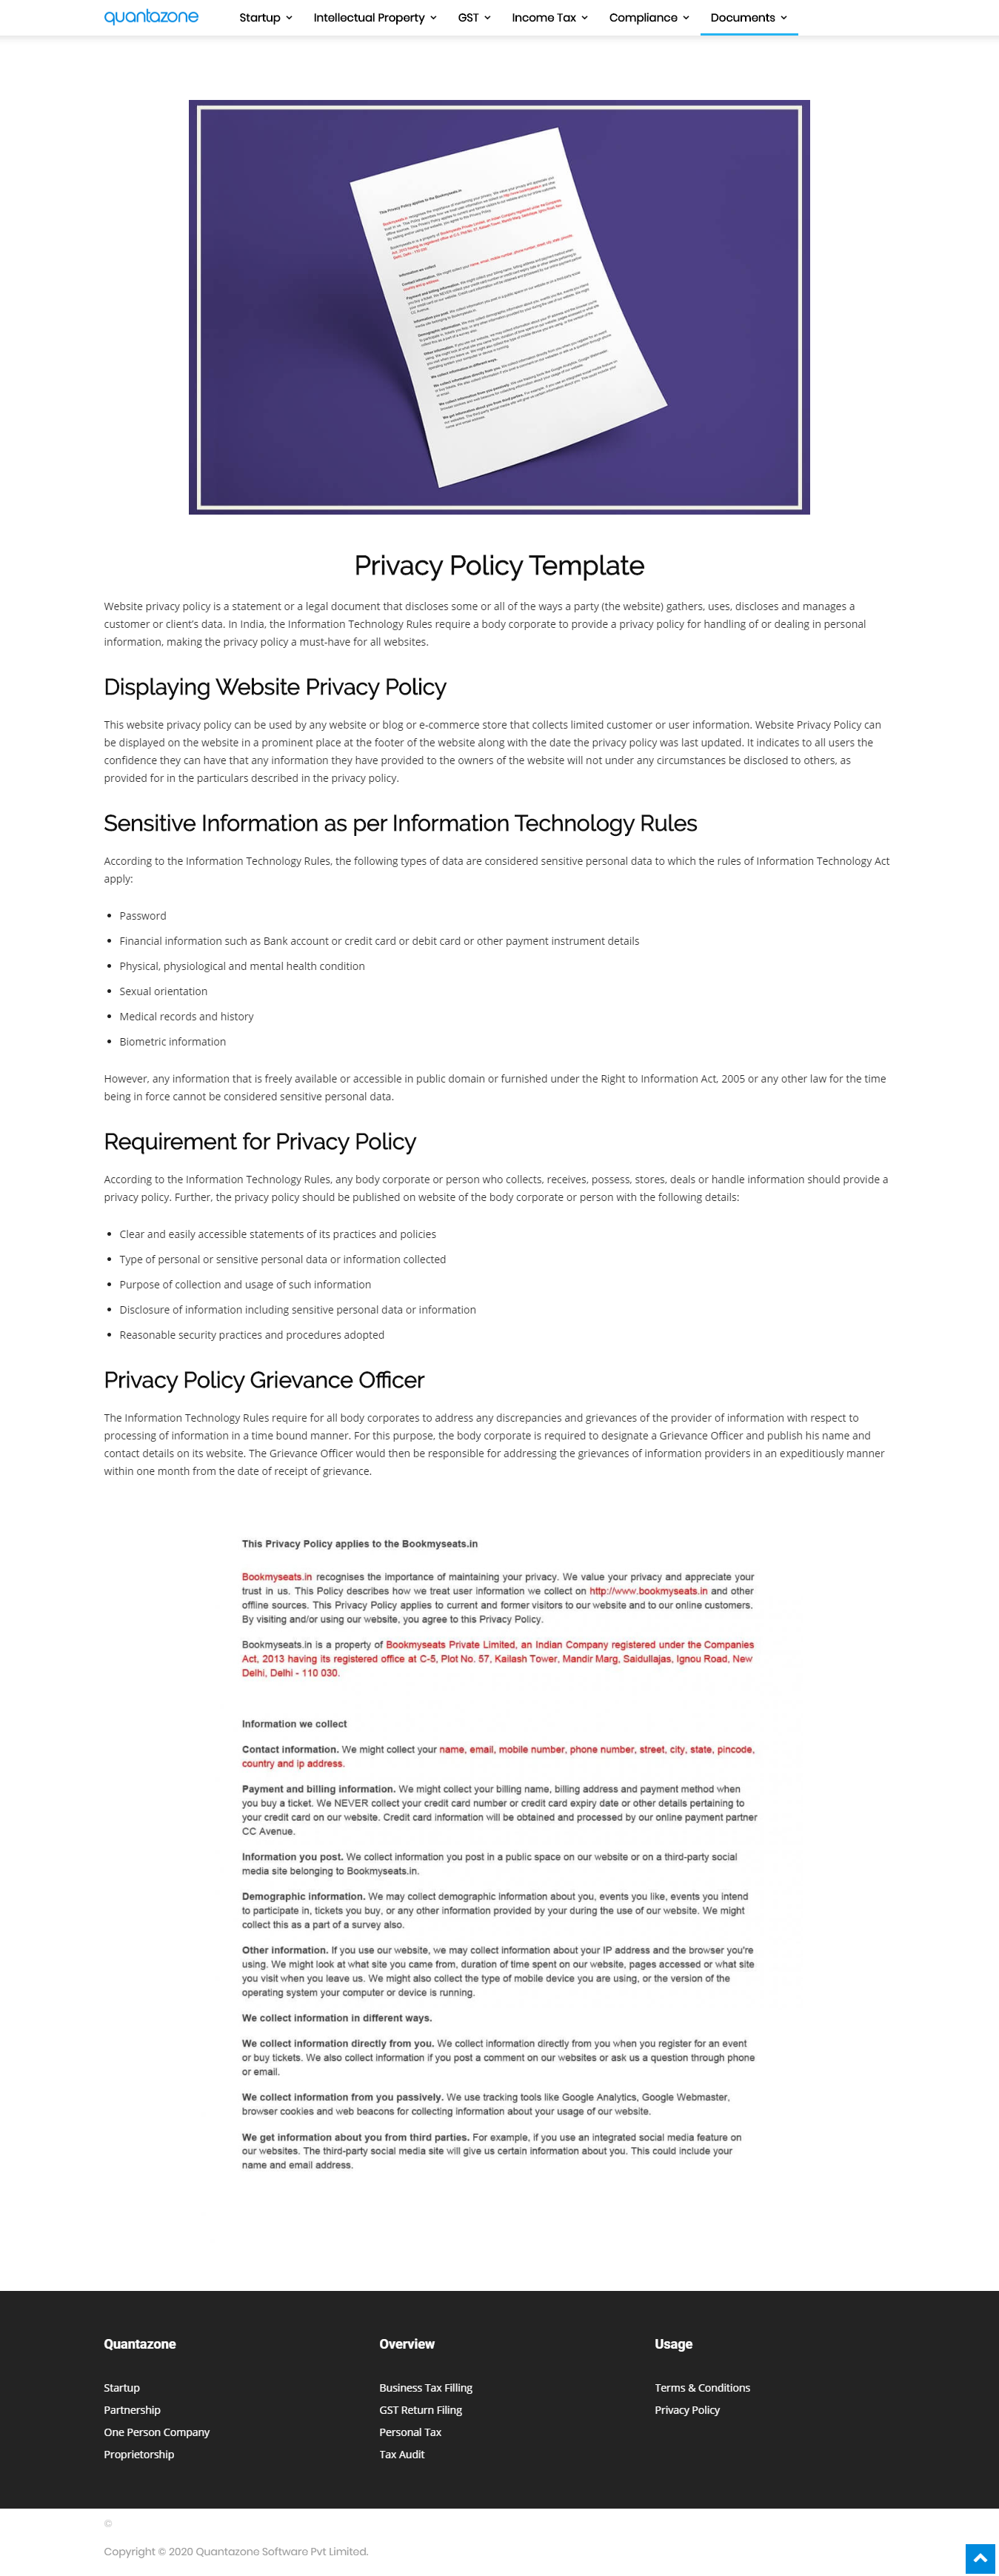 quantazone
Startup Intellectual Property GST Income Tax Compliance Documents
Privacy Policy Template
Website privacy policy is a statement or a legal document that discloses some or all of the ways a party (the website) gathers, uses, discloses and manages a
customer or client's data. In India, the Information Technology Rules require a body corporate to provide a privacy policy for handling of or dealing in personal
information, making the privacy policy a must-have for all websites.
Displaying Website Privacy Policy
This website privacy policy can be used by any website or blog or e-commerce store that collects limited customer or user information. Website Privacy Policy can
be displayed on the website in a prominent place at the footer of the website along with the date the privacy policy was last updated. It indicates to all users the
confidence they can have that any information they have provided to the owners of the website will not under any circumstances be disclosed to others, as
provided for in the particulars described in the privacy policy.
Sensitive Information as per Information Technology Rules
According to the Information Technology Rules, the following types of data are considered sensitive personal data to which the rules of Information Technology Act
apply:
• Password
• Financial information such as Bank account or credit card or debit card or other payment instrument details
• Physical, physiological and mental health condition
• Sexual orientation
• Medical records and history
• Biometric information
However, any information that is freely available or accessible in public domain or furnished under the Right to Information Act, 2005 or any other law for the time
being in force cannot be considered sensitive personal data.
Requirement for Privacy Policy
According to the Information Technology Rules, any body corporate or person who collects, receives, possess, stores, deals or handle information should provide a
privacy policy. Further, the privacy policy should be published on website of the body corporate or person with the following details:
• Clear and easily accessible statements of its practices and policies
• Type of personal or sensitive personal data or information collected
• Purpose of collection and usage of such information
• Disclosure of information including sensitive personal data or information
• Reasonable security practices and procedures adopted
Privacy Policy Grievance Officer
The Information Technology Rules require for all body corporates to address any discrepancies and grievances of the provider of information with respect to
processing of information in a time bound manner. For this purpose, the body corporate is required to designate a Grievance Officer and publish his name and
contact details on its website. The Grievance Officer would then be responsible for addressing the grievances of information providers in an expeditiously manner
within one month from the date of receipt of grievance.
This Privacy Policy applies to the Bookmyseats.in
Bookmyseats.in recognises the importance of maintaining your privacy. We value your privacy and appreciate your
trust in us. This Policy describes how we treat user information we collect on http://www.bookmyseats.in and other
offline sources. This Privacy Policy applies to current and former visitors to our website and to our online customers.
By visiting and/or using our website, you agree to this Privacy Policy.
Bookmyseats.in is a property of Bookmyseats Private Limited, an Indian Company registered under the Companies
Act, 2013 having its registered office at C-5, Plot No. 57, Kailash Tower, Mandir Marg, Saidullajas, Ignou Road, New
Delhi, Delhi - 110 030.
Information we collect
Contact information. We might collect your name, email, mobile number, phone number, street, city, state, pincode,
country and ip address.
Payment and billing information. We might collect your billing name, billing address and payment method when
you buy a ticket. We NEVER collect your credit card number or credit card expiry date or other details pertaining to
your credit card on our website. Credit card information will be obtained and processed by our online payment partner
CC Avenue.
Information you post. We collect information you post in a public space on our website or on a third-party social
media site belonging to Bookmyseats.in.
Demographic information. We may collect demographic information about you, events you like, events you intend
to participate in, tickets you buy, or any other information provided by your during the use of our website. We might
collect this as a part of a survey also.
Other information. If you use our website, we may collect information about your IP address and the browser you're
using. We might look at what site you came from, duration of time spent on our website, pages accessed or what site
you visit when you leave us. We might also collect the type of mobile device you are using, or the version of the
operating system your computer or device is running.
We collect information in different ways.
We collect information directly from you. We collect information directly from you when you register for an event
or buy tickets. We also collect information if you post a comment on our websites or ask us a question through phone
or email.
We collect information from you passively. We use tracking tools like Google Analytics, Google Webmaster,
browser cookies and web beacons for collecting information about your usage of our website.
We get information about you from third parties. For example, if you use an integrated social media feature on
our websites. The third-party social media site will give us certain information about you. This could include your
name and email address.
Quantazone
Startup
Partnership
One Person Company
Proprietorship
Overview
Business Tax Filling
GST Return Filing
Personal Tax
Tax Audit
Usage
Terms & Conditions
Privacy Policy
©
Copyright © 2020 Quantazone Software Pvt Limited.